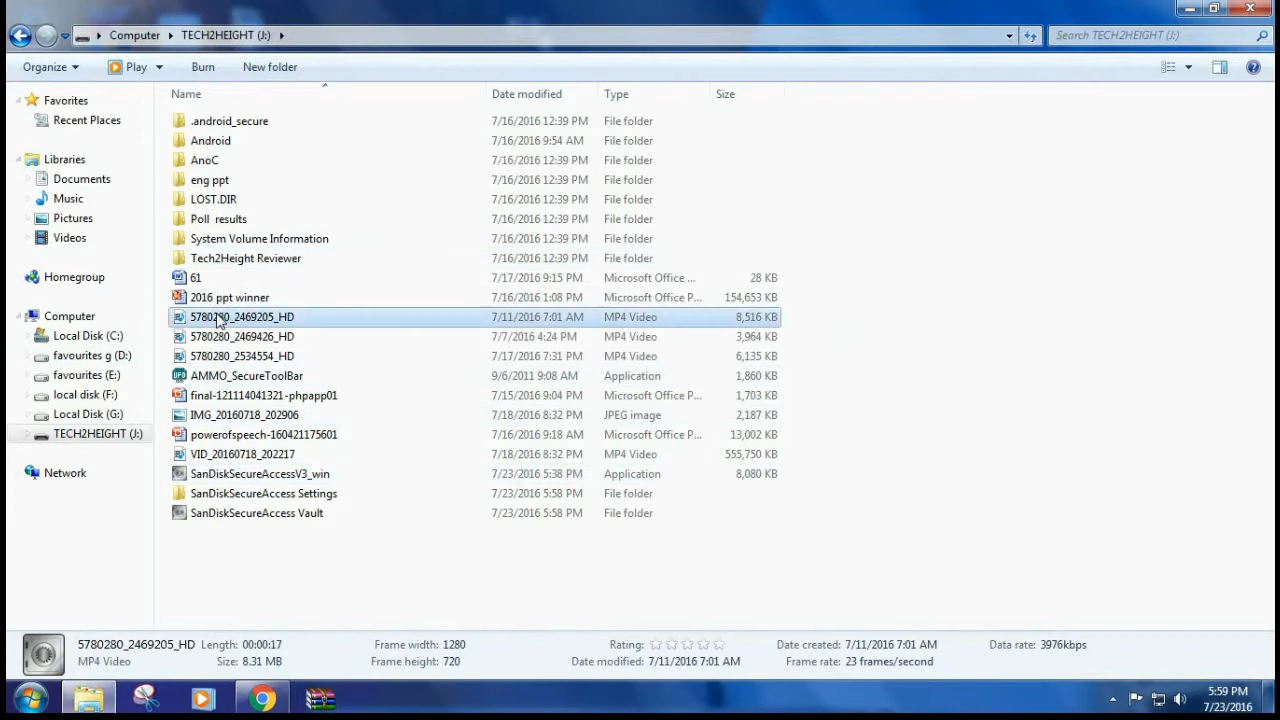 Computer TECH2HEIGHT (J:) Search TECH2HEIGHT (J:)
Organize Play Burn New folder
Name Date modified Type Size
Favorites
Recent Places
Libraries
Documents
Music
Pictures
Videos
Homegroup
Computer
Local Disk (C:)
favourites g (D:)
favourites (E:)
local disk (F:)
Local Disk (G:)
TECH2HEIGHT (J:)
Network
.android_secure 7/16/2016 12:39 PM File folder
Android 7/16/2016 9:54 AM File folder
AnoC 7/16/2016 12:39 PM File folder
eng ppt 7/16/2016 12:39 PM File folder
LOST.DIR 7/16/2016 12:39 PM File folder
Poll results 7/16/2016 12:39 PM File folder
System Volume Information 7/16/2016 12:39 PM File folder
Tech2Height Reviewer 7/16/2016 12:39 PM File folder
61 7/17/2016 9:15 PM Microsoft Office ... 28 KB
2016 ppt winner 7/16/2016 1:08 PM Microsoft Office P... 154,653 KB
5780280_2469205_HD 7/11/2016 7:01 AM MP4 Video 8,516 KB
5780280_2469426_HD 7/7/2016 4:24 PM MP4 Video 3,964 KB
5780280_2534554_HD 7/17/2016 7:31 PM MP4 Video 6,135 KB
AMMO_SecureToolBar 9/6/2011 9:08 AM Application 1,860 KB
final-121114041321-phpapp01 7/15/2016 9:04 PM Microsoft Office P... 1,703 KB
IMG_20160718_202906 7/18/2016 8:32 PM JPEG image 2,187 KB
powerofspeech-160421175601 7/16/2016 9:18 AM Microsoft Office P... 13,002 KB
VID_20160718_202217 7/18/2016 8:32 PM MP4 Video 555,750 KB
SanDiskSecureAccessV3_win 7/23/2016 5:38 PM Application 8,080 KB
SanDiskSecureAccess Settings 7/23/2016 5:58 PM File folder
SanDiskSecureAccess Vault 7/23/2016 5:58 PM File folder
5780280_2469205_HD Length: 00:00:17 Frame width: 1280 Rating: Date created: 7/11/2016 7:01 AM Data rate: 3976kbps
MP4 Video Size: 8.31 MB Frame height: 720 Date modified: 7/11/2016 7:01 AM Frame rate: 23 frames/second
5:59 PM
7/23/2016